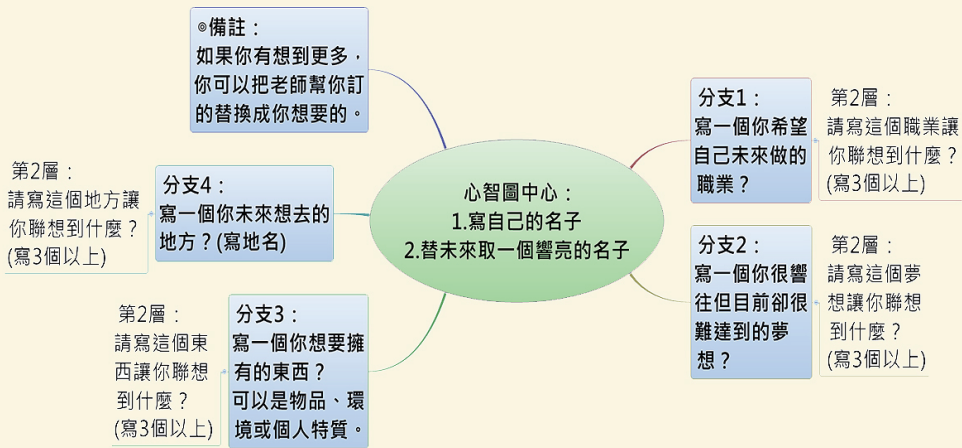 心智圖中心：
1.寫自己的名子
2.替未來取一個響亮的名子
分支1：
寫一個你希望
自己未來做的
職業？
第2層：
請寫這個職業讓
你聯想到什麼？
(寫3個以上)
分支2：
寫一個你很響
往但目前卻很
難達到的夢
想？
第2層：
請寫這個夢
想讓你聯想
到什麼？
(寫3個以上)
分支3：
寫一個你想要擁
有的東西？
可以是物品、環
境或個人特質。
第2層：
請寫這個東
西讓你聯想
到什麼？
(寫3個以上)
分支4：
寫一個你未來想去的
地方？(寫地名)
第2層：
請寫這個地方讓
你聯想到什麼？
(寫3個以上)
◎備註：
如果你有想到更多，
你可以把老師幫你訂
的替換成你想要的。